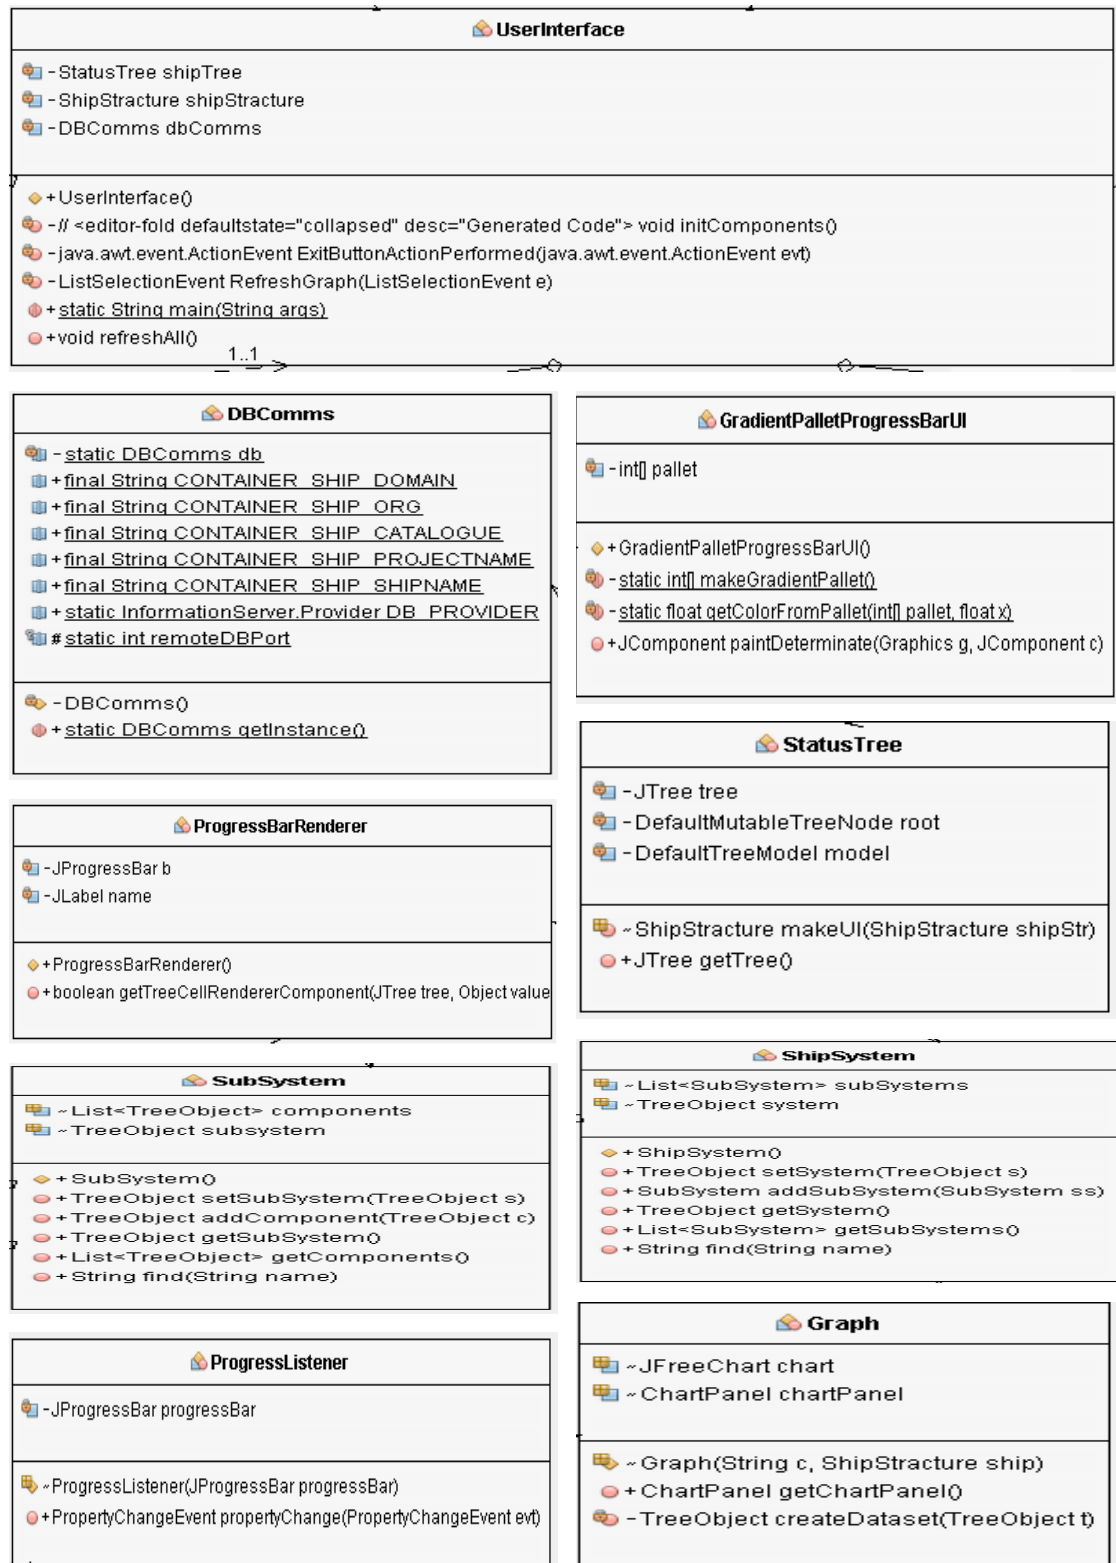 UserInterface
-StatusTree shipTree
-ShipStracture shipStracture
-DBComms dbComms
+UserInterface()
-// <editor-fold defaultstate="collapsed" desc="Generated Code"> void initComponents()
-java.awt.event.ActionEvent ExitButtonActionPerformed(java.awt.event.ActionEvent evt)
-ListSelectionEvent RefreshGraph(ListSelectionEvent e)
+static String main(String args)
+void refreshAll()
1..1
DBComms
-static DBComms db
+final String CONTAINER_SHIP_DOMAIN
+final String CONTAINER_SHIP_ORG
+final String CONTAINER_SHIP_CATALOGUE
+final String CONTAINER_SHIP_PROJECTNAME
+final String CONTAINER_SHIP_SHIPNAME
+static InformationServer.Provider DB_PROVIDER
#static int remoteDBPort
-DBComms()
+static DBComms getInstance()
GradientPalletProgressBarUI
-int[] pallet
+GradientPalletProgressBarUI()
-static int[] makeGradientPallet()
-static float getColorFromPallet(int[] pallet, float x)
+JComponent paintDeterminate(Graphics g, JComponent c)
StatusTree
-JTree tree
-DefaultMutableTreeNode root
-DefaultTreeModel model
~ShipStracture makeUI(ShipStracture shipStr)
+JTree getTree()
ProgressBarRenderer
-JProgressBar b
-JLabel name
+ProgressBarRenderer()
+boolean getTreeCellRendererComponent(JTree tree, Object value
SubSystem
~List<TreeObject> components
~TreeObject subsystem
+SubSystem()
+TreeObject setSubSystem(TreeObject s)
+TreeObject addComponent(TreeObject c)
+TreeObject getSubSystem()
+List<TreeObject> getComponents()
+String find(String name)
ShipSystem
~List<SubSystem> subSystems
~TreeObject system
+ShipSystem()
+TreeObject setSystem(TreeObject s)
+SubSystem addSubSystem(SubSystem ss)
+TreeObject getSystem()
+List<SubSystem> getSubSystems()
+String find(String name)
ProgressListener
-JProgressBar progressBar
~ProgressListener(JProgressBar progressBar)
+PropertyChangeEvent propertyChange(PropertyChangeEvent evt)
Graph
~JFreeChart chart
~ChartPanel chartPanel
~Graph(String c, ShipStracture ship)
+ChartPanel getChartPanel()
-TreeObject createDataset(TreeObject t)